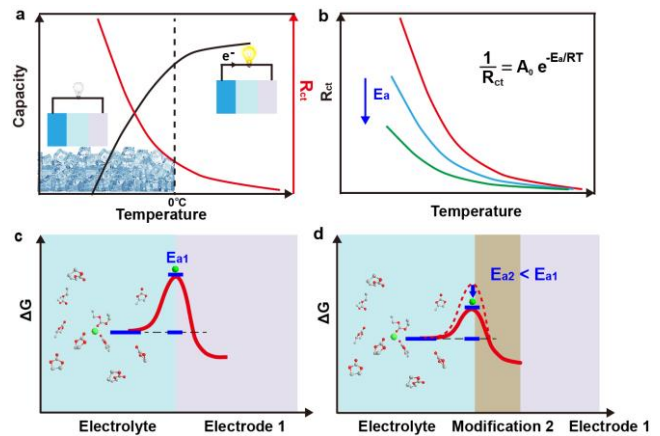 a
Capacity
e-
Rct
0°C
Temperature
b
Rct
Ea
1/Rct = A0 e-Ea/RT
Temperature
c
ΔG
Ea1
Electrolyte Electrode 1
d
ΔG
Ea2 < Ea1
Electrolyte Modification 2 Electrode 1